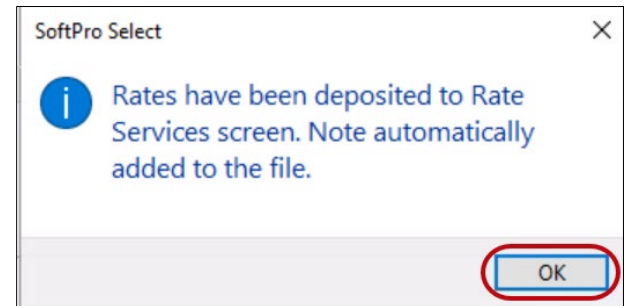 SoftPro Select
Rates have been deposited to Rate
Services screen. Note automatically
added to the file.
OK